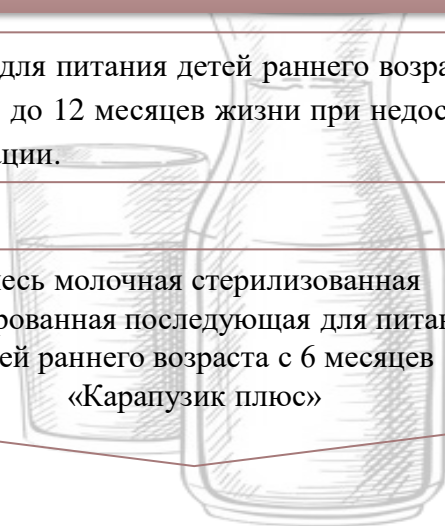 для питания детей раннего возра
до 12 месяцев жизни при недос
ации.
есь молочная стерилизованная
рованная последующая для питан
ей раннего возраста с 6 месяцев
«Карапузик плюс»